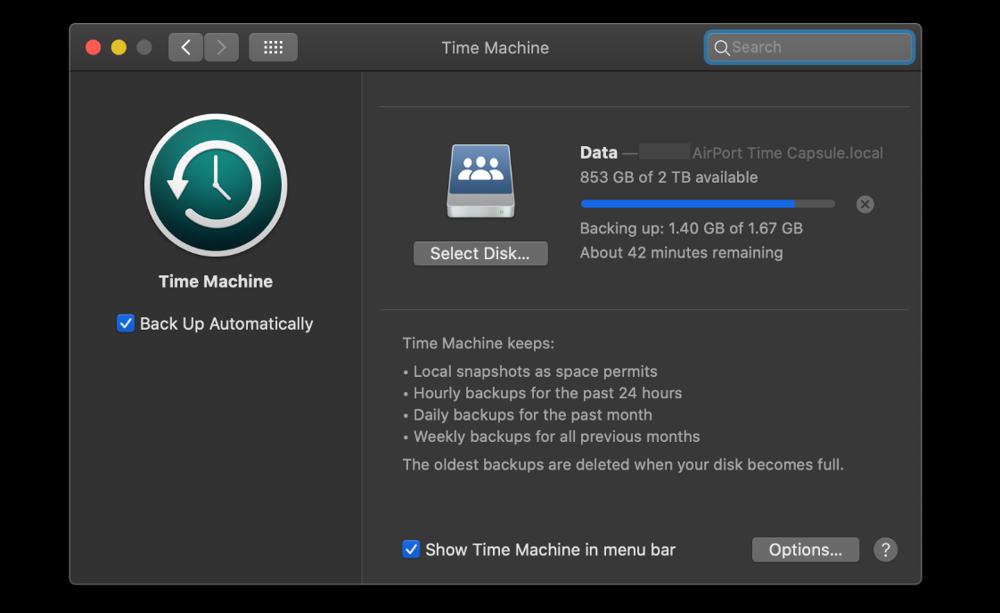 Time Machine
Search
Time Machine
Back Up Automatically
Select Disk...
Data — AirPort Time Capsule.local
853 GB of 2 TB available
Backing up: 1.40 GB of 1.67 GB
About 42 minutes remaining
Time Machine keeps:
• Local snapshots as space permits
• Hourly backups for the past 24 hours
• Daily backups for the past month
• Weekly backups for all previous months
The oldest backups are deleted when your disk becomes full.
Show Time Machine in menu bar
Options...
?